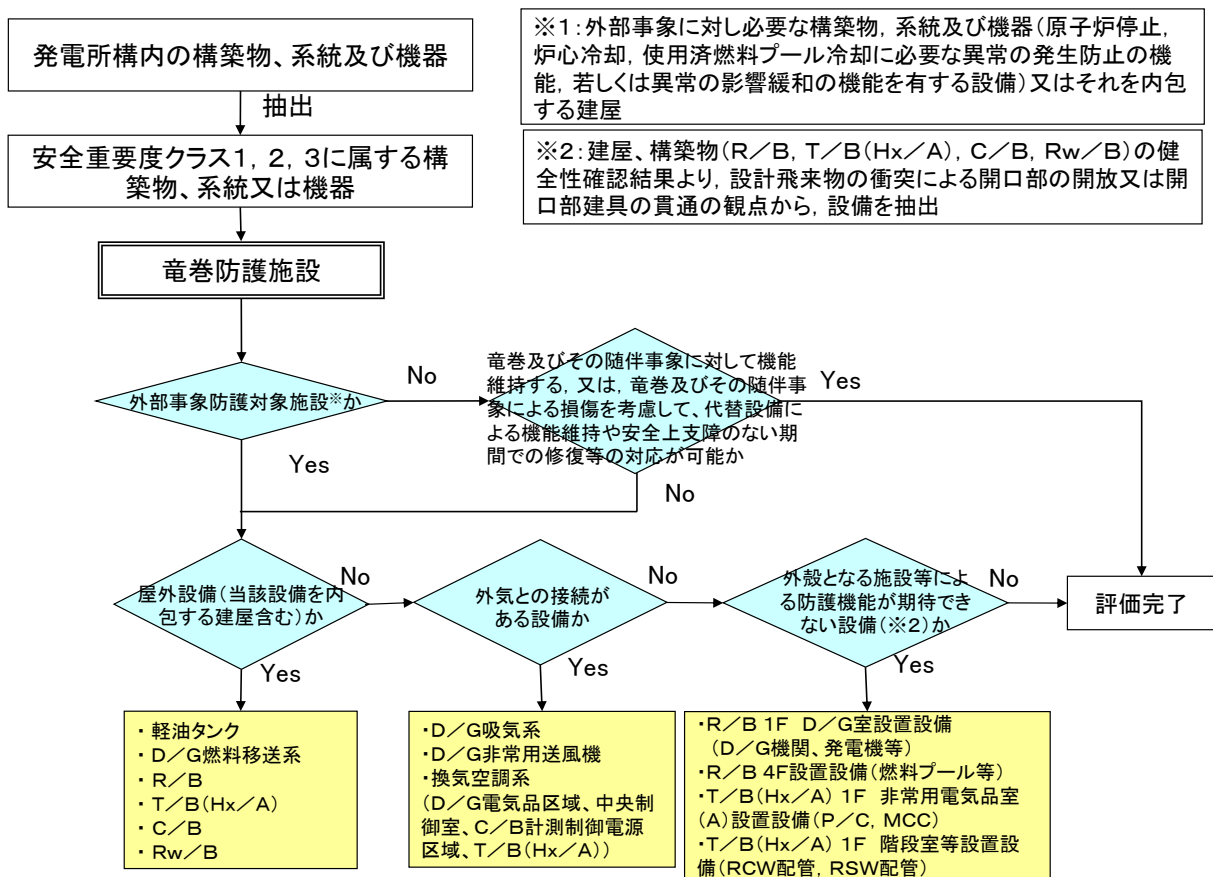 発電所構内の構築物、系統及び機器
抽出
安全重要度クラス1, 2, 3に属する構
築物、系統又は機器
竜巻防護施設
※1:外部事象に対し必要な構築物, 系統及び機器(原子炉停止,
炉心冷却, 使用済燃料プール冷却に必要な異常の発生防止の機
能, 若しくは異常の影響緩和の機能を有する設備)又はそれを内包
する建屋
※2:建屋、構築物(R/B, T/B(Hx/A), C/B, Rw/B)の健
全性確認結果より, 設計飛来物の衝突による開口部の開放又は開
口部建具の貫通の観点から, 設備を抽出
外部事象防護対象施設※か
No
Yes
竜巻及びその随伴事象に対して機能
維持する, 又は, 竜巻及びその随伴事
象による損傷を考慮して、代替設備に
よる機能維持や安全上支障のない期
間での修復等の対応が可能か
Yes
No
屋外設備(当該設備を内
包する建屋含む)か
No
Yes
外気との接続が
ある設備か
No
Yes
外殻となる施設等によ
る防護機能が期待でき
ない設備(※2)か
No
Yes
評価完了
・ 軽油タンク
・ D/G燃料移送系
・ R/B
・ T/B(Hx/A)
・ C/B
・ Rw/B
・D/G吸気系
・D/G非常用送風機
・換気空調系
(D/G電気品区域、中央制
御室、C/B計測制御電源
区域、T/B(Hx/A))
・R/B 1F D/G室設置設備
(D/G機関、発電機等)
・R/B 4F設置設備(燃料プール等)
・T/B(Hx/A) 1F 非常用電気品室
(A)設置設備(P/C, MCC)
・T/B(Hx/A) 1F 階段室等設置設
備(RCW配管, RSW配管)